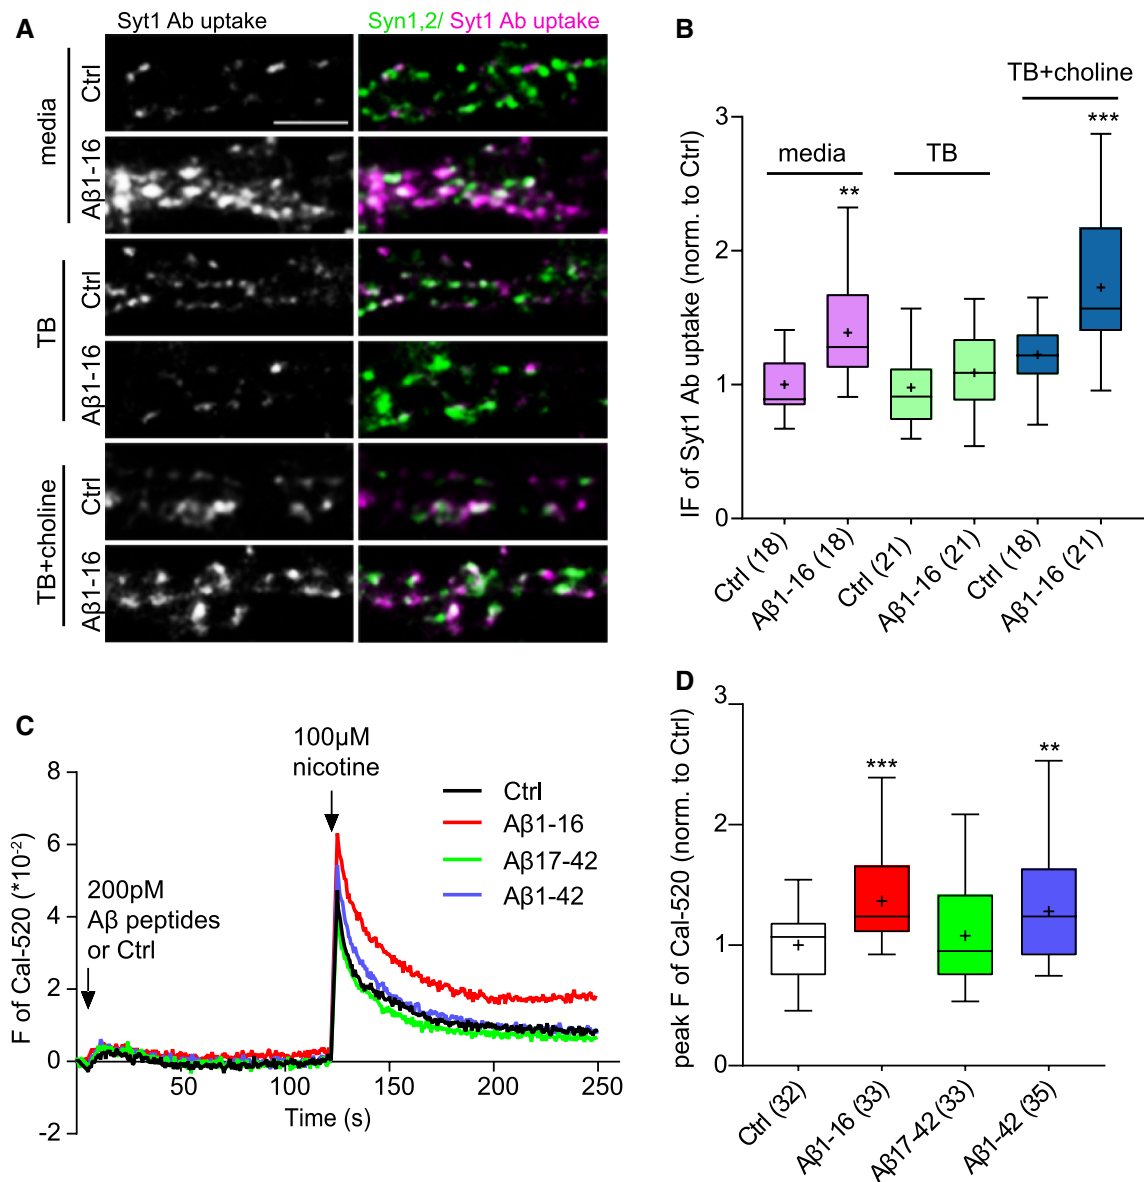 A
Syt1 Ab uptake
Syn1,2/ Syt1 Ab uptake
media
Ctrl
Aβ1-16
TB
Ctrl
Aβ1-16
TB+choline
Ctrl
Aβ1-16
B
IF of Syt1 Ab uptake (norm. to Ctrl)
3
2
1
0
media
**
TB
TB+choline
***
Ctrl (18)
Aβ1-16 (18)
Ctrl (21)
Aβ1-16 (21)
Ctrl (18)
Aβ1-16 (21)
C
F of Cal-520 (*10⁻²)
8
6
4
2
0
-2
200pM
Aβ peptides
or Ctrl
100µM
nicotine
Ctrl
Aβ1-16
Aβ17-42
Aβ1-42
50
100
150
200
250
Time (s)
D
peak F of Cal-520 (norm. to Ctrl)
3
2
1
0
***
**
Ctrl (32)
Aβ1-16 (33)
Aβ17-42 (33)
Aβ1-42 (35)